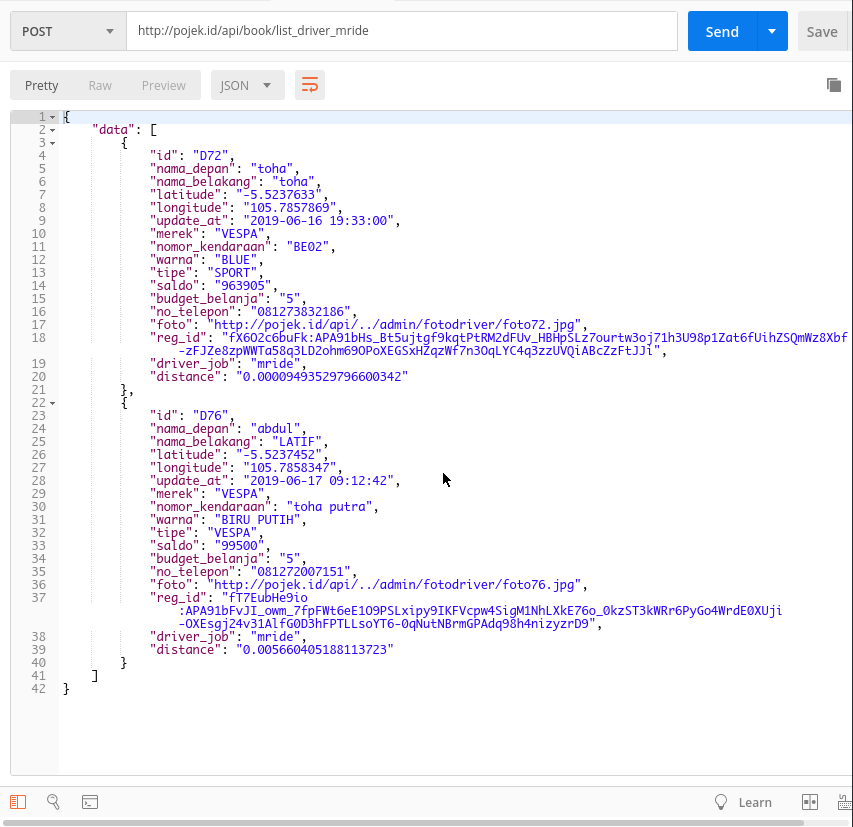 POST http://pojek.id/api/book/list_driver_mride Send Save
Pretty Raw Preview JSON
1 {
2 "data": [
3 {
4 "id": "D72",
5 "nama_depan": "toha",
6 "nama_belakang": "toha",
7 "latitude": "-5.5237633",
8 "longitude": "105.7857869",
9 "update_at": "2019-06-16 19:33:00",
10 "merek": "VESPA",
11 "nomor_kendaraan": "BE02",
12 "warna": "BLUE",
13 "tipe": "SPORT",
14 "saldo": "963905",
15 "budget_belanja": "5",
16 "no_telepon": "081273832186",
17 "foto": "http://pojek.id/api/../admin/fotodriver/foto72.jpg",
18 "reg_id": "fX6O2c6buFk:APA91bHs_Bt5ujtgf9kqtPtRM2dFUv_HBHpSLz7ourtw3oj71h3U98p1Zat6fUihZSQmWz8Xbf
-zFJZe8zpWWTa58q3LD2ohm69OPoXEGSxHZqzWf7n3OqLYC4q3zzUVQiABcZzFtJJi",
19 "driver_job": "mride",
20 "distance": "0.00009493529796600342"
21 },
22 {
23 "id": "D76",
24 "nama_depan": "abdul",
25 "nama_belakang": "LATIF",
26 "latitude": "-5.5237452",
27 "longitude": "105.7858347",
28 "update_at": "2019-06-17 09:12:42",
29 "merek": "VESPA",
30 "nomor_kendaraan": "toha putra",
31 "warna": "BIRU PUTIH",
32 "tipe": "VESPA",
33 "saldo": "99500",
34 "budget_belanja": "5",
35 "no_telepon": "081272007151",
36 "foto": "http://pojek.id/api/../admin/fotodriver/foto76.jpg",
37 "reg_id": "fT7EubHe9io
:APA91bFvJI_owm_7fpFWt6eE1O9PSLxipy9IKFVcpw4SigM1NhLXkE76o_0kzST3kWRr6PyGo4WrdE0XUji
-OXEsgj24v31AlfG0D3hFPTLLsoYT6-0qNutNBrmGPAdq98h4nizyzrD9",
38 "driver_job": "mride",
39 "distance": "0.005660405188113723"
40 }
41 ]
42 }
Learn